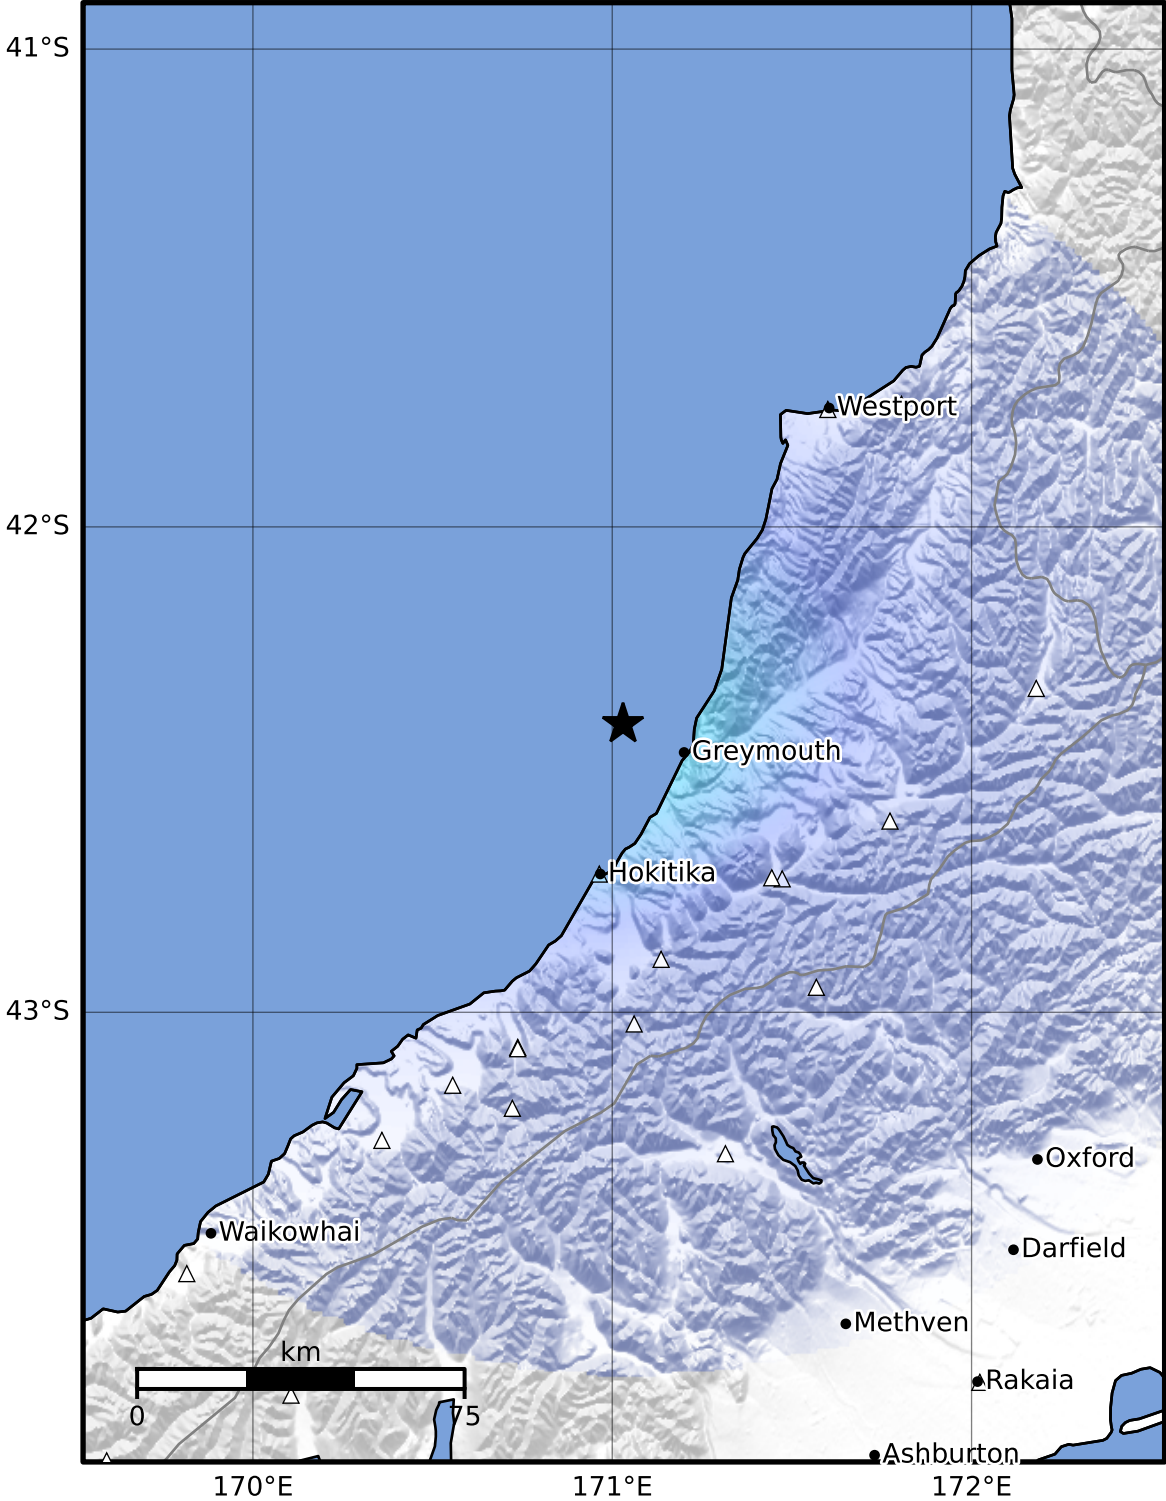 41°S
Westport
42°S
Greymouth
Hokitika
43°S
Oxford
Waikowhai
Darfield
Methven
km
Rakaia
0
75
Ashburton
170°E
171°E
172°E